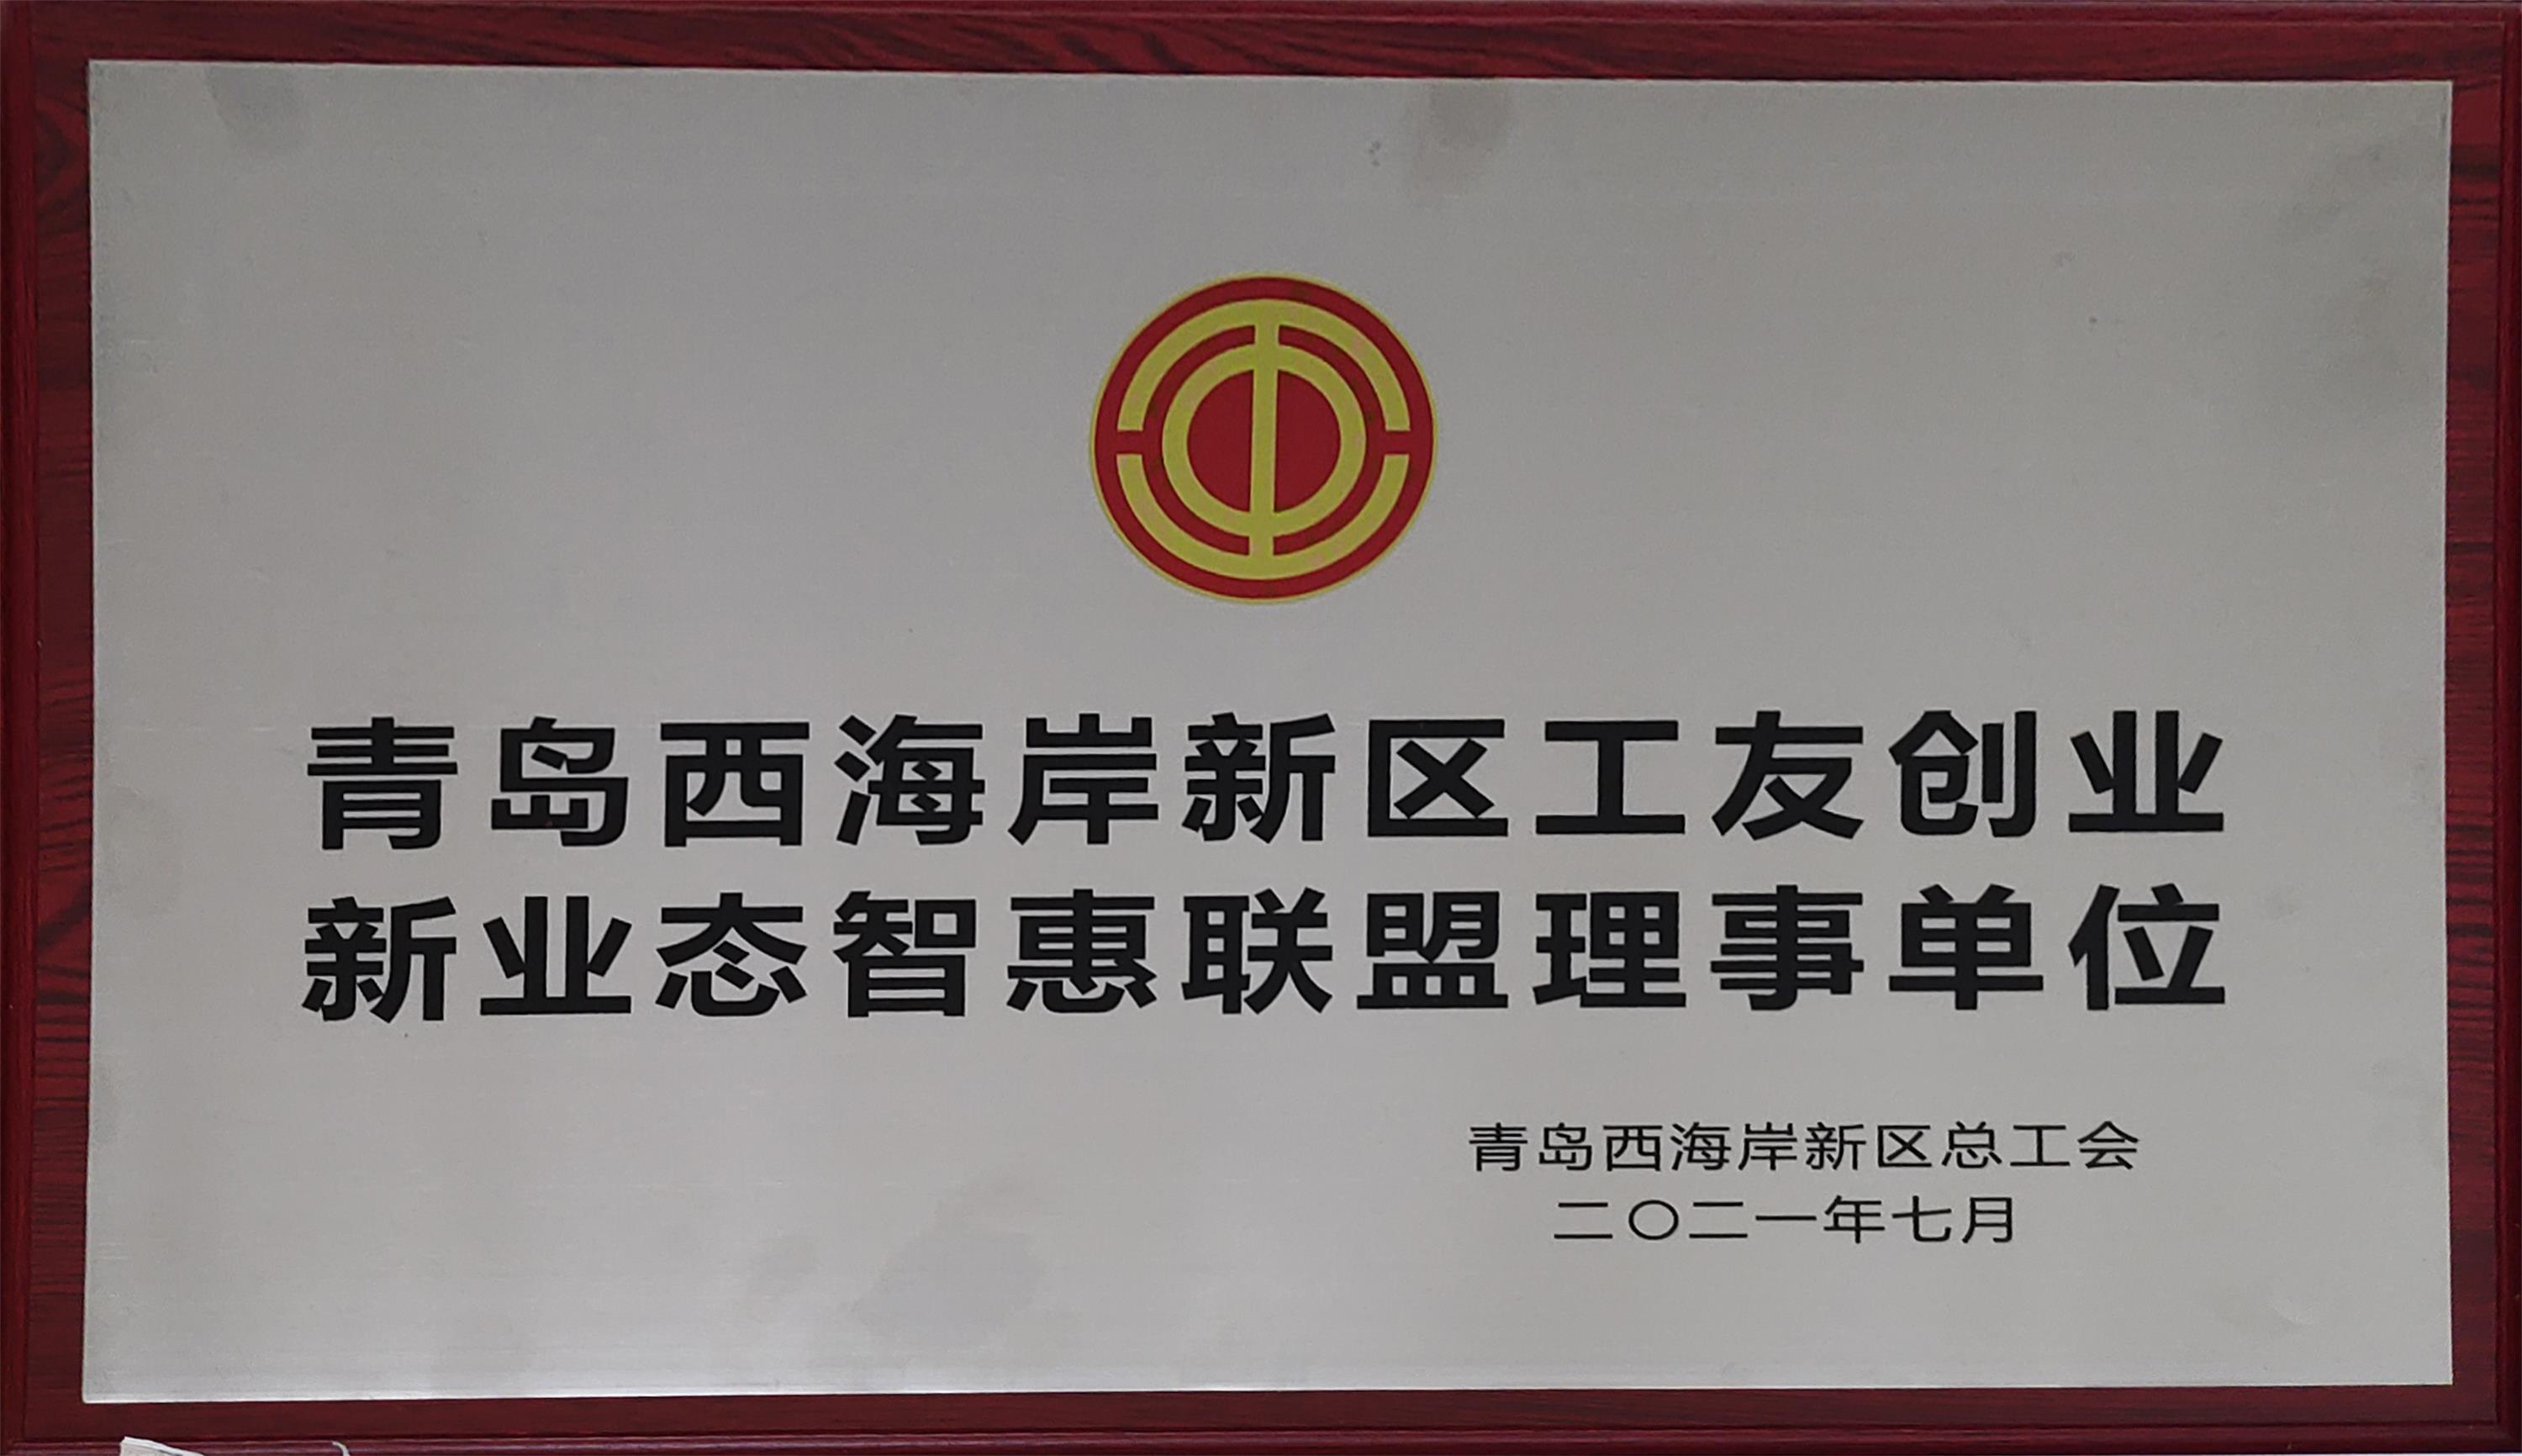 青岛西海岸新区工友创业
新业态智惠联盟理事单位
青岛西海岸新区总工会
二〇二一年七月